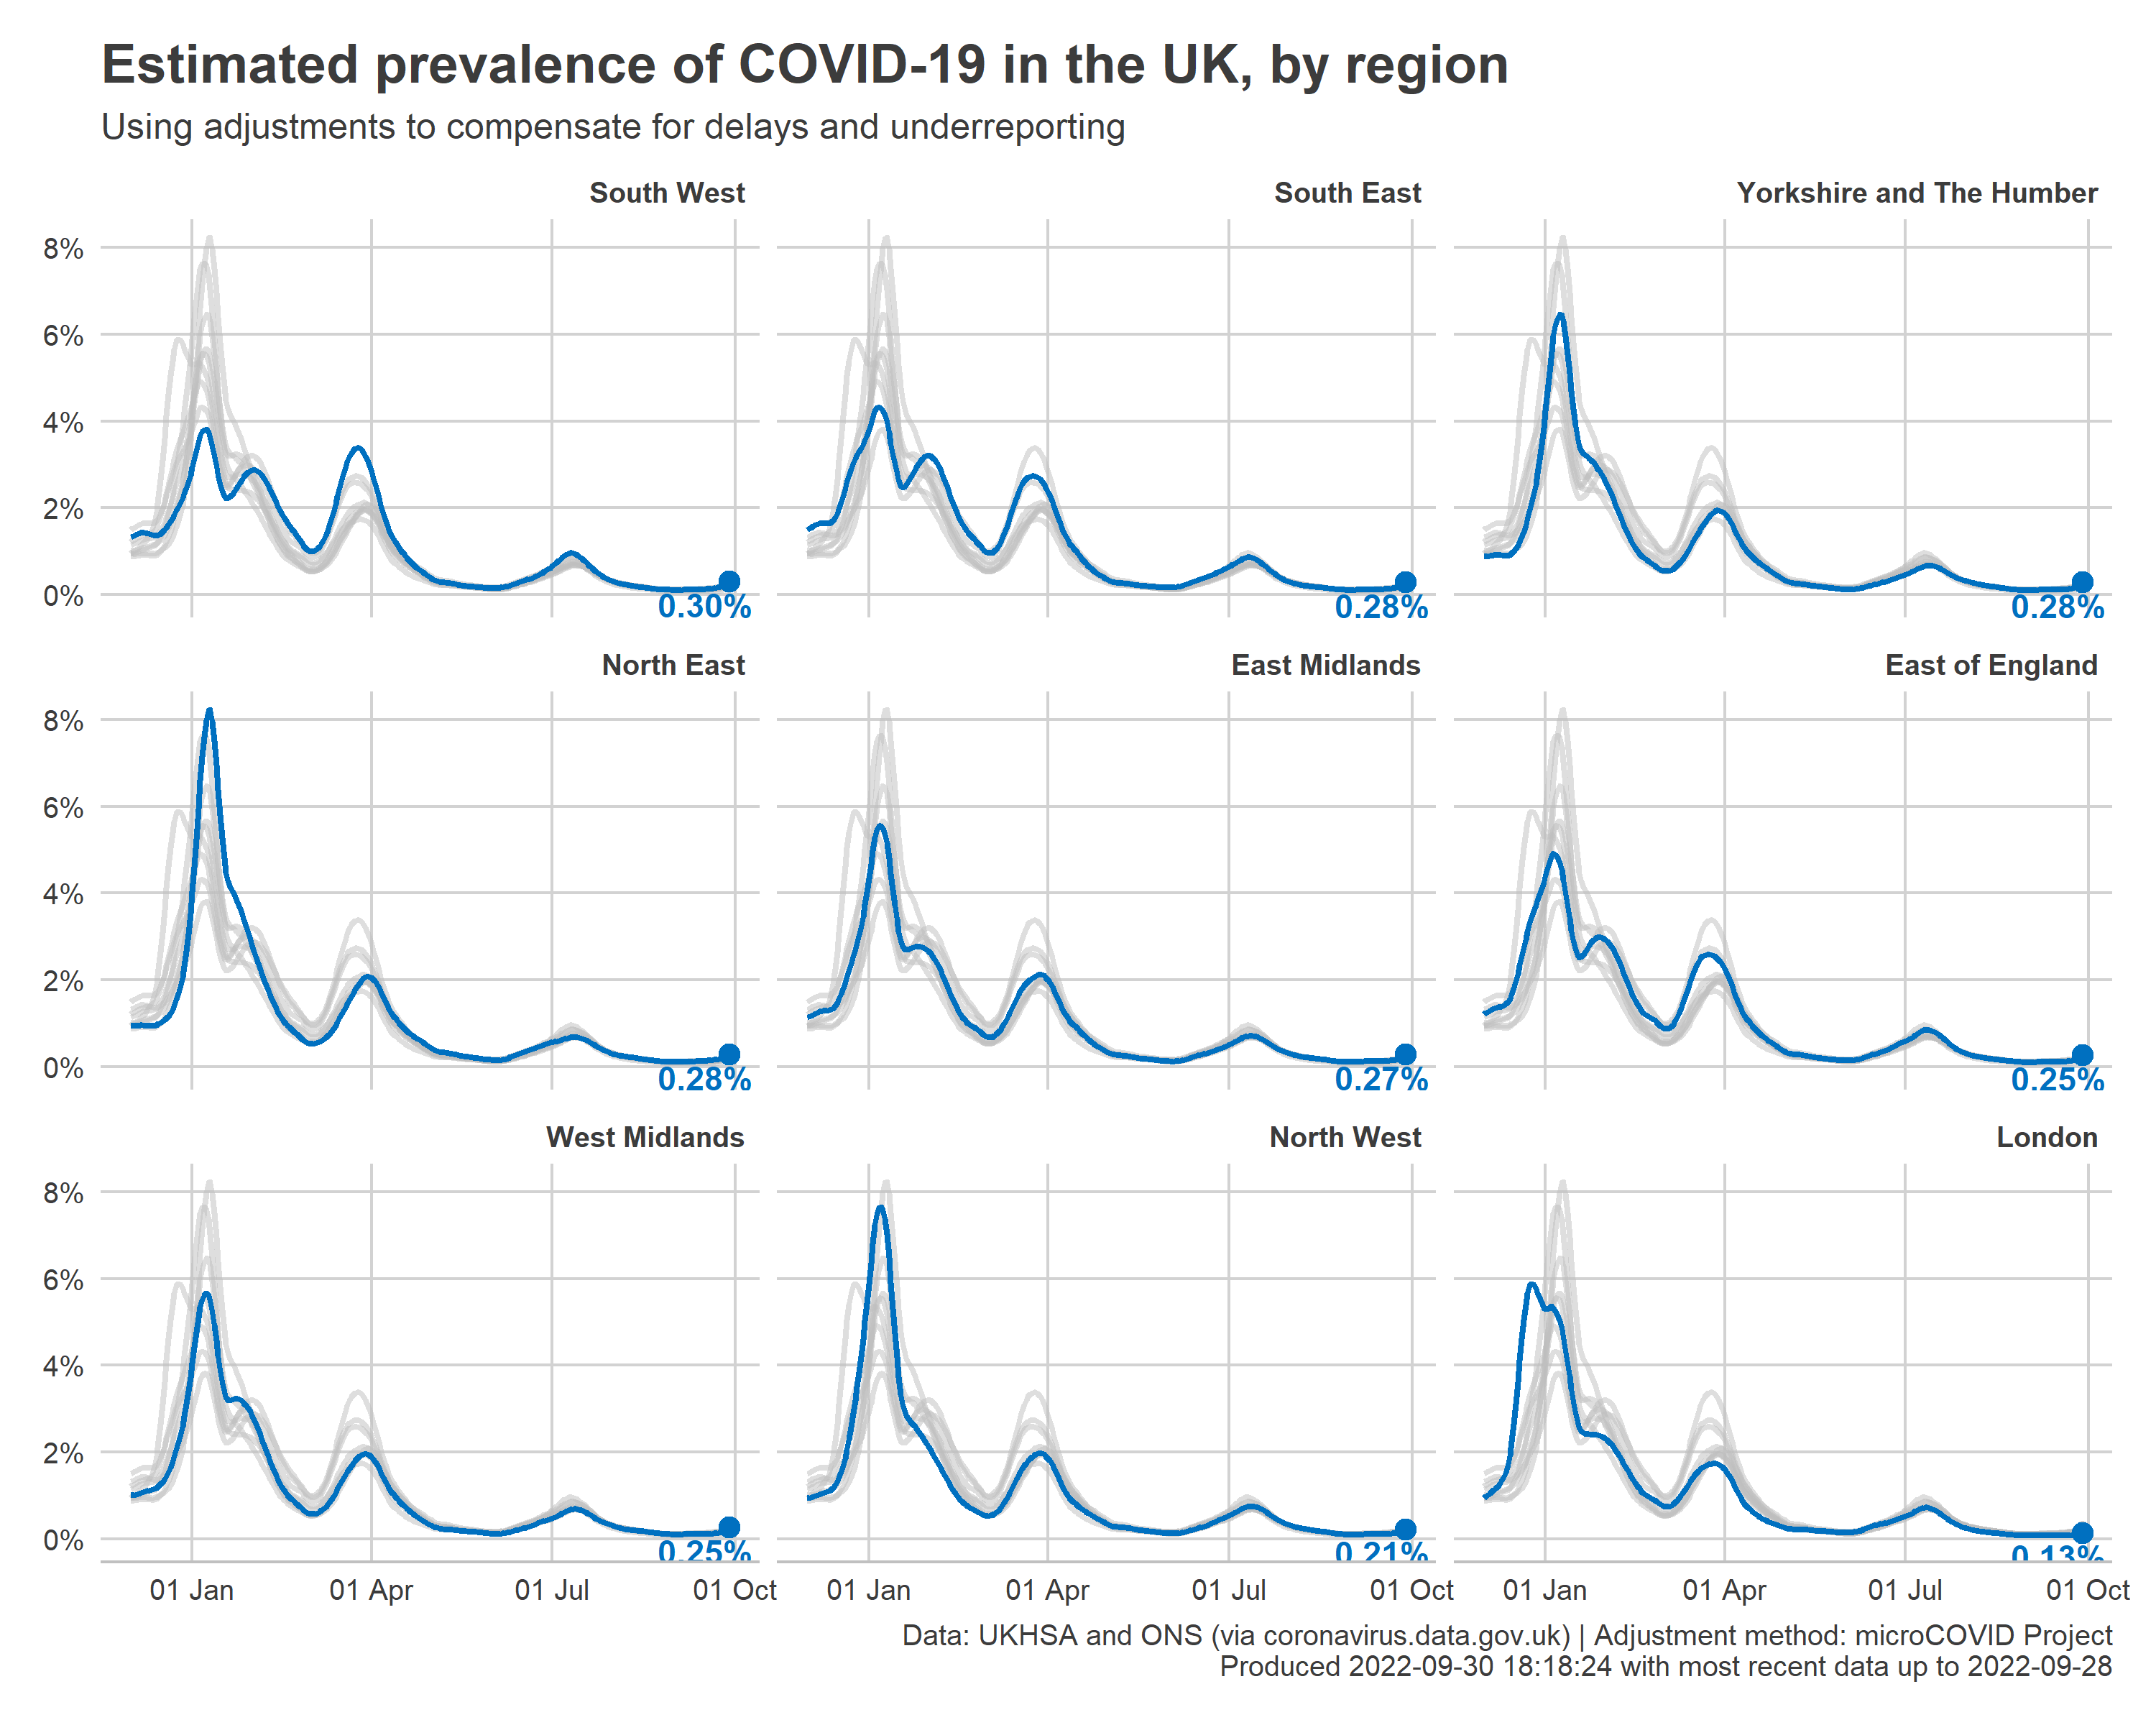 Estimated prevalence of COVID-19 in the UK, by region
Using adjustments to compensate for delays and underreporting
South West
South East
Yorkshire and The Humber
8%
6%
4%
2%
0%
0.30%
0.28%
0.28%
North East
East Midlands
East of England
8%
6%
4%
2%
0%
0.28%
0.27%
0.25%
West Midlands
North West
London
8%
6%
4%
2%
0%
0.25%
0.21%
0.13%
01 Jan
01 Apr
01 Jul
01 Oct
01 Jan
01 Apr
01 Jul
01 Oct
01 Jan
01 Apr
01 Jul
01 Oct
Data: UKHSA and ONS (via coronavirus.data.gov.uk) | Adjustment method: microCOVID Project
Produced 2022-09-30 18:18:24 with most recent data up to 2022-09-28